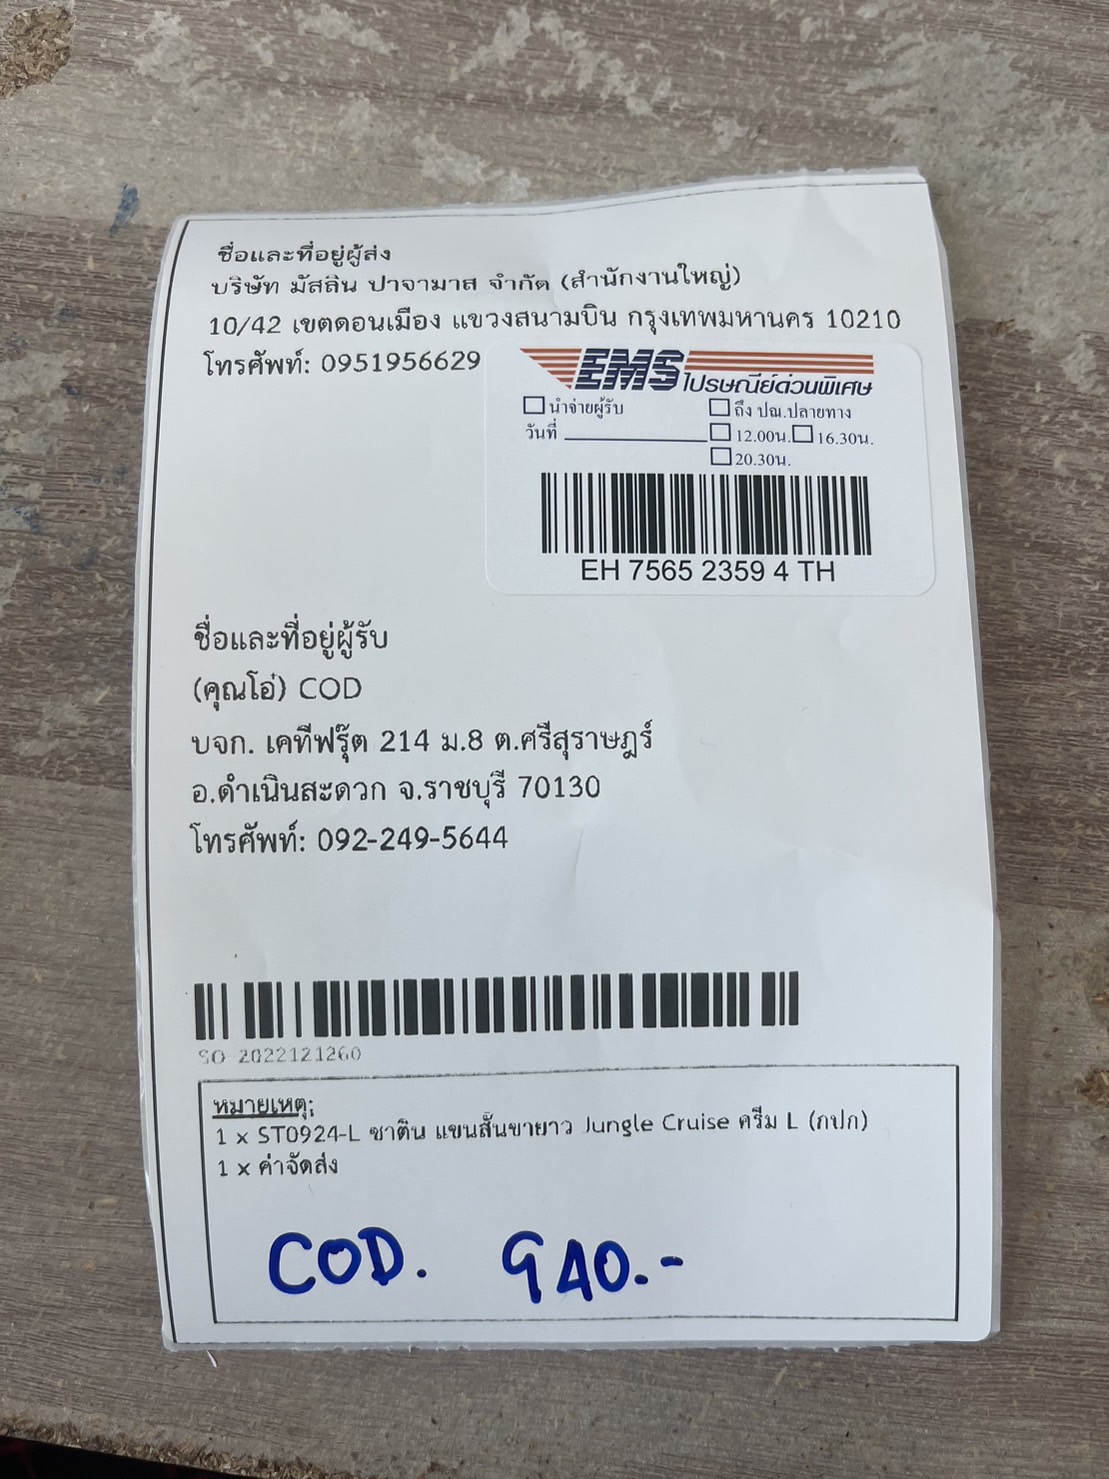 ชื่อและที่อยู่ผู้ส่ง
บริษัท มัสลิน ปาจามาส จำกัด (สำนักงานใหญ่)
10/42 เขตดอนเมือง แขวงสนามบิน กรุงเทพมหานคร 10210
โทรศัพท์: 0951956629
EMS ไปรษณีย์ด่วนพิเศษ
นำจ่ายผู้รับ ถึง ปณ.ปลายทาง
วันที่ 12.00น. 16.30น.
20.30น.
EH 7565 2359 4 TH
ชื่อและที่อยู่ผู้รับ
(คุณโอ๋) COD
บจก. เคทีฟรุ๊ต 214 ม.8 ต.ศรีสุราษฎร์
อ.ดำเนินสะดวก จ.ราชบุรี 70130
โทรศัพท์: 092-249-5644
SO-2022121260
หมายเหตุ:
1 x ST0924-L ซาติน แขนสั้นขายาว Jungle Cruise ครีม L (กปก)
1 x ค่าจัดส่ง
COD. 940.-